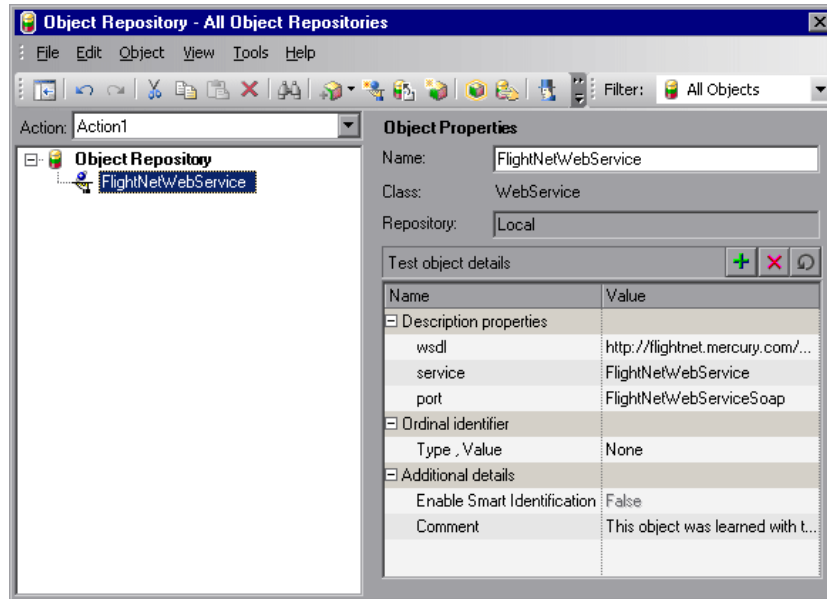 Object Repository - All Object Repositories
File Edit Object View Tools Help
Filter: All Objects
Action: Action1
Object Repository
FlightNetWebService
Object Properties
Name: FlightNetWebService
Class: WebService
Repository: Local
Test object details
Name Value
Description properties
wsdl http://flightnet.mercury.com/...
service FlightNetWebService
port FlightNetWebServiceSoap
Ordinal identifier
Type , Value None
Additional details
Enable Smart Identification False
Comment This object was learned with t...